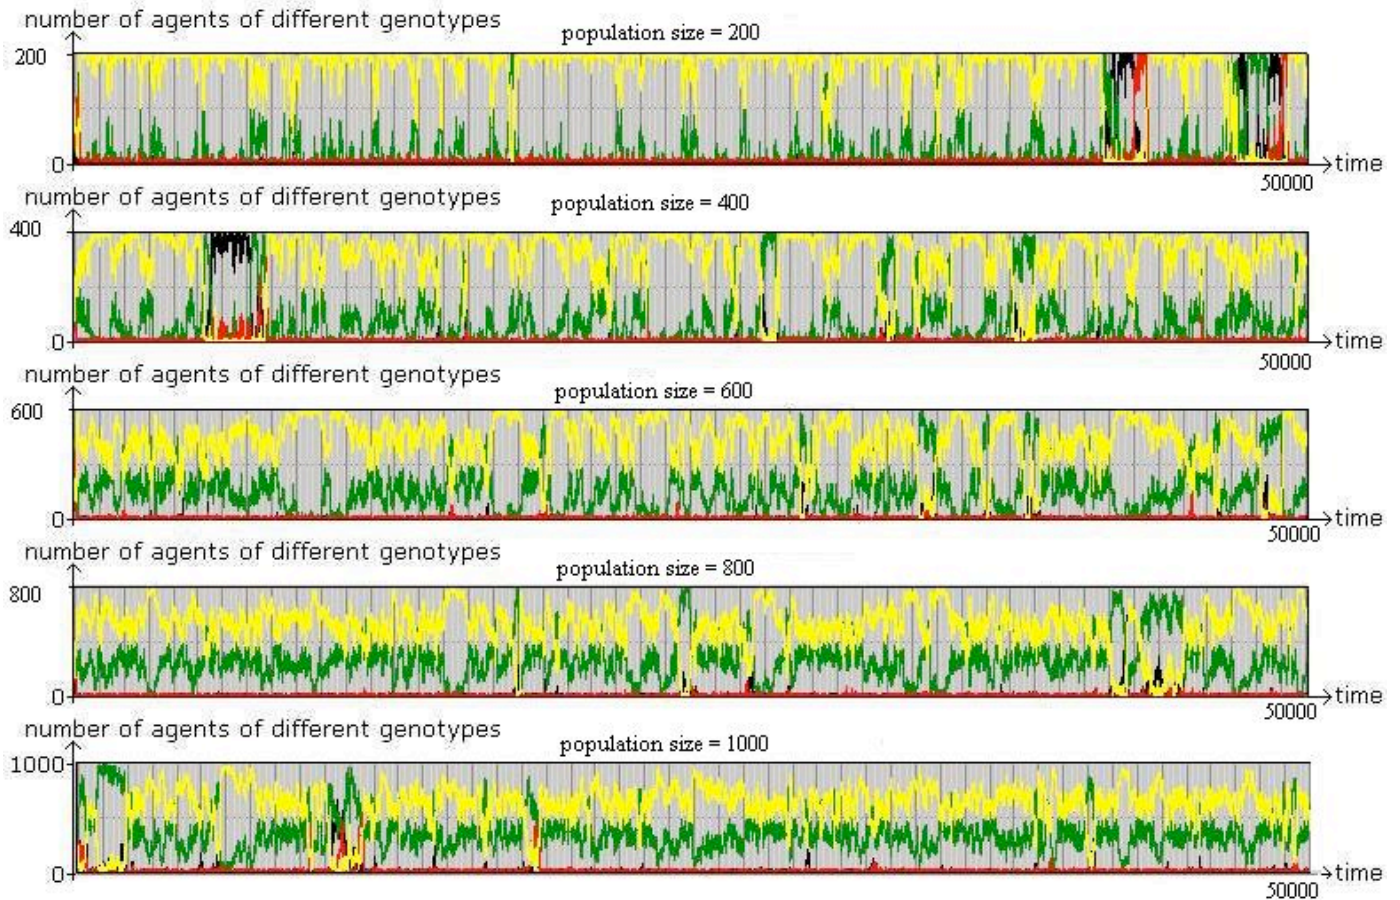 number of agents of different genotypes
population size = 200
200
0
time
50000
number of agents of different genotypes
population size = 400
400
0
time
50000
number of agents of different genotypes
population size = 600
600
0
time
50000
number of agents of different genotypes
population size = 800
800
0
time
50000
number of agents of different genotypes
population size = 1000
1000
0
time
50000